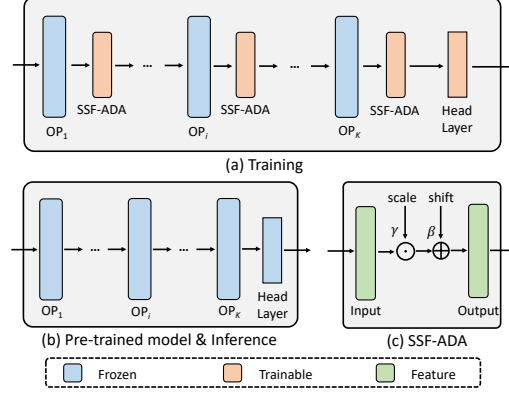 ... ...
SSF-ADA SSF-ADA SSF-ADA Head
Layer
OP1 OPi OPK
(a) Training
scale shift
γ β
... ...
OP1 OPi OPK Head
Layer
Input Output
(b) Pre-trained model & Inference (c) SSF-ADA
Frozen Trainable Feature